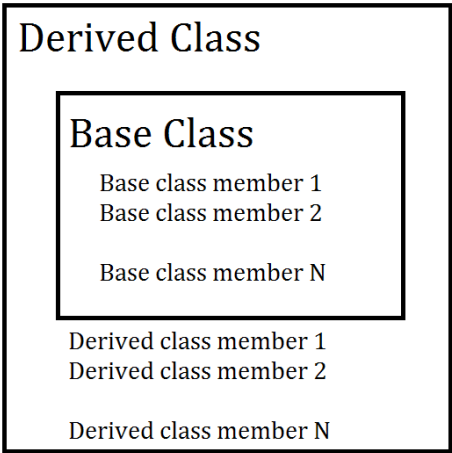 Derived Class
Base Class
Base class member 1
Base class member 2
Base class member N
Derived class member 1
Derived class member 2
Derived class member N